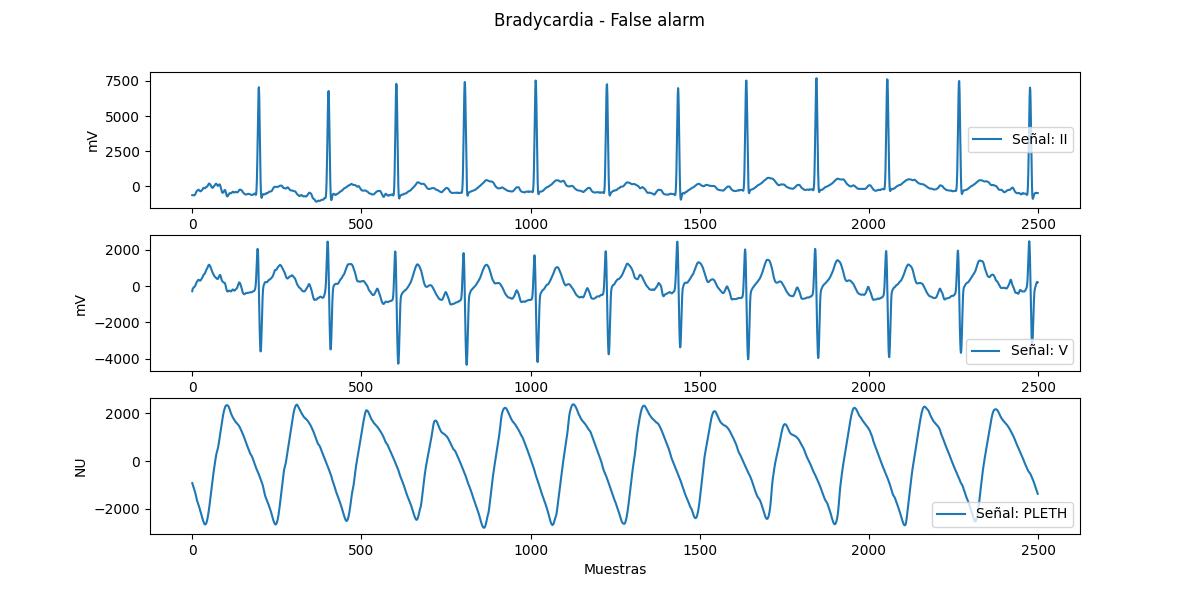 Bradycardia - False alarm
7500
5000
2500
0
mV
Señal: II
0 500 1000 1500 2000 2500
2000
0
−2000
−4000
mV
Señal: V
0 500 1000 1500 2000 2500
2000
0
−2000
NU
Señal: PLETH
0 500 1000 1500 2000 2500
Muestras